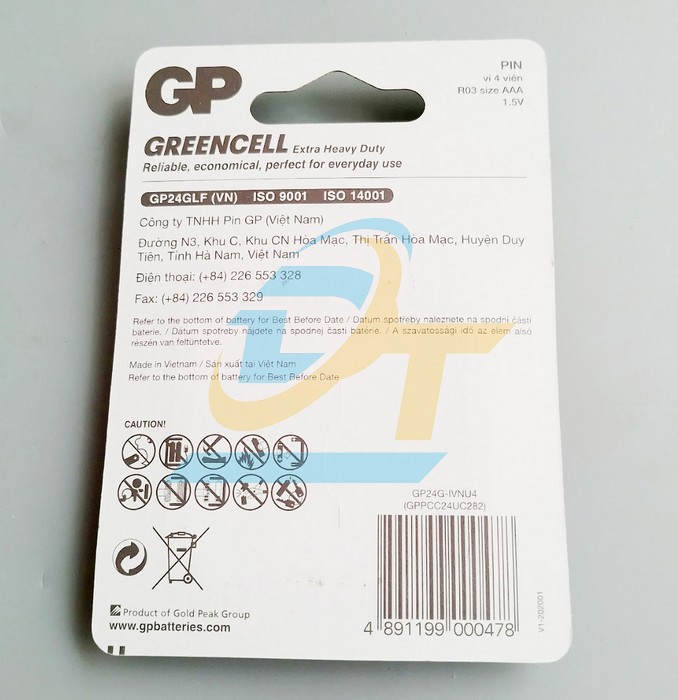 GP
PIN
vỉ 4 viên
R03 size AAA
1.5V
GREENCELL Extra Heavy Duty
Reliable, economical, perfect for everyday use
GP24GLF (VN) ISO 9001 ISO 14001
Công ty TNHH Pin GP (Việt Nam)
Đường N3, Khu C, Khu CN Hòa Mạc, Thị Trấn Hòa Mạc, Huyện Duy
Tiên, Tỉnh Hà Nam, Việt Nam
Điện thoại: (+84) 226 553 328
Fax: (+84) 226 553 329
Refer to the bottom of battery for Best Before Date / Datum spotřeby naleznete na spodní části
baterie. / Dátum spotreby nájdete na spodnej časti batérie. / A szavatossági idő az elem alsó
részén van feltüntetve.
Made in Vietnam / Sản xuất tại Việt Nam
Refer to the bottom of battery for Best Before Date
DT
CAUTION!
GP24G-IVNU4
(GPPCC24UC282)
4 891199 000478
V1-202001
Product of Gold Peak Group
www.gpbatteries.com